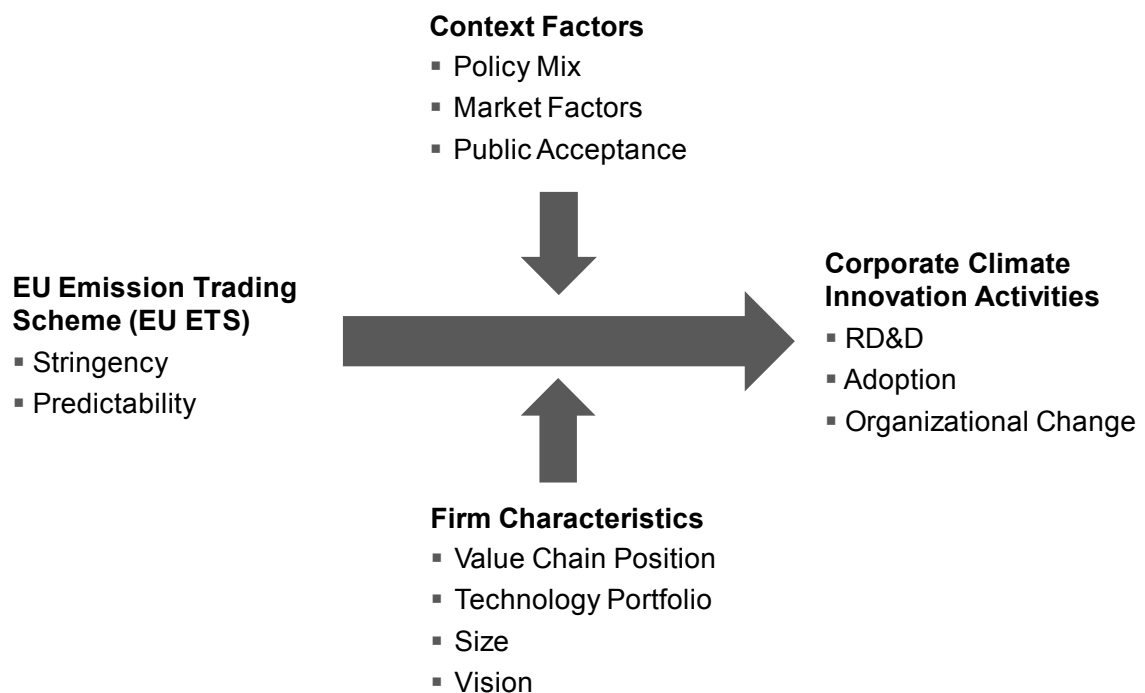 Context Factors
▪ Policy Mix
▪ Market Factors
▪ Public Acceptance
EU Emission Trading
Scheme (EU ETS)
▪ Stringency
▪ Predictability
Corporate Climate
Innovation Activities
▪ RD&D
▪ Adoption
▪ Organizational Change
Firm Characteristics
▪ Value Chain Position
▪ Technology Portfolio
▪ Size
▪ Vision